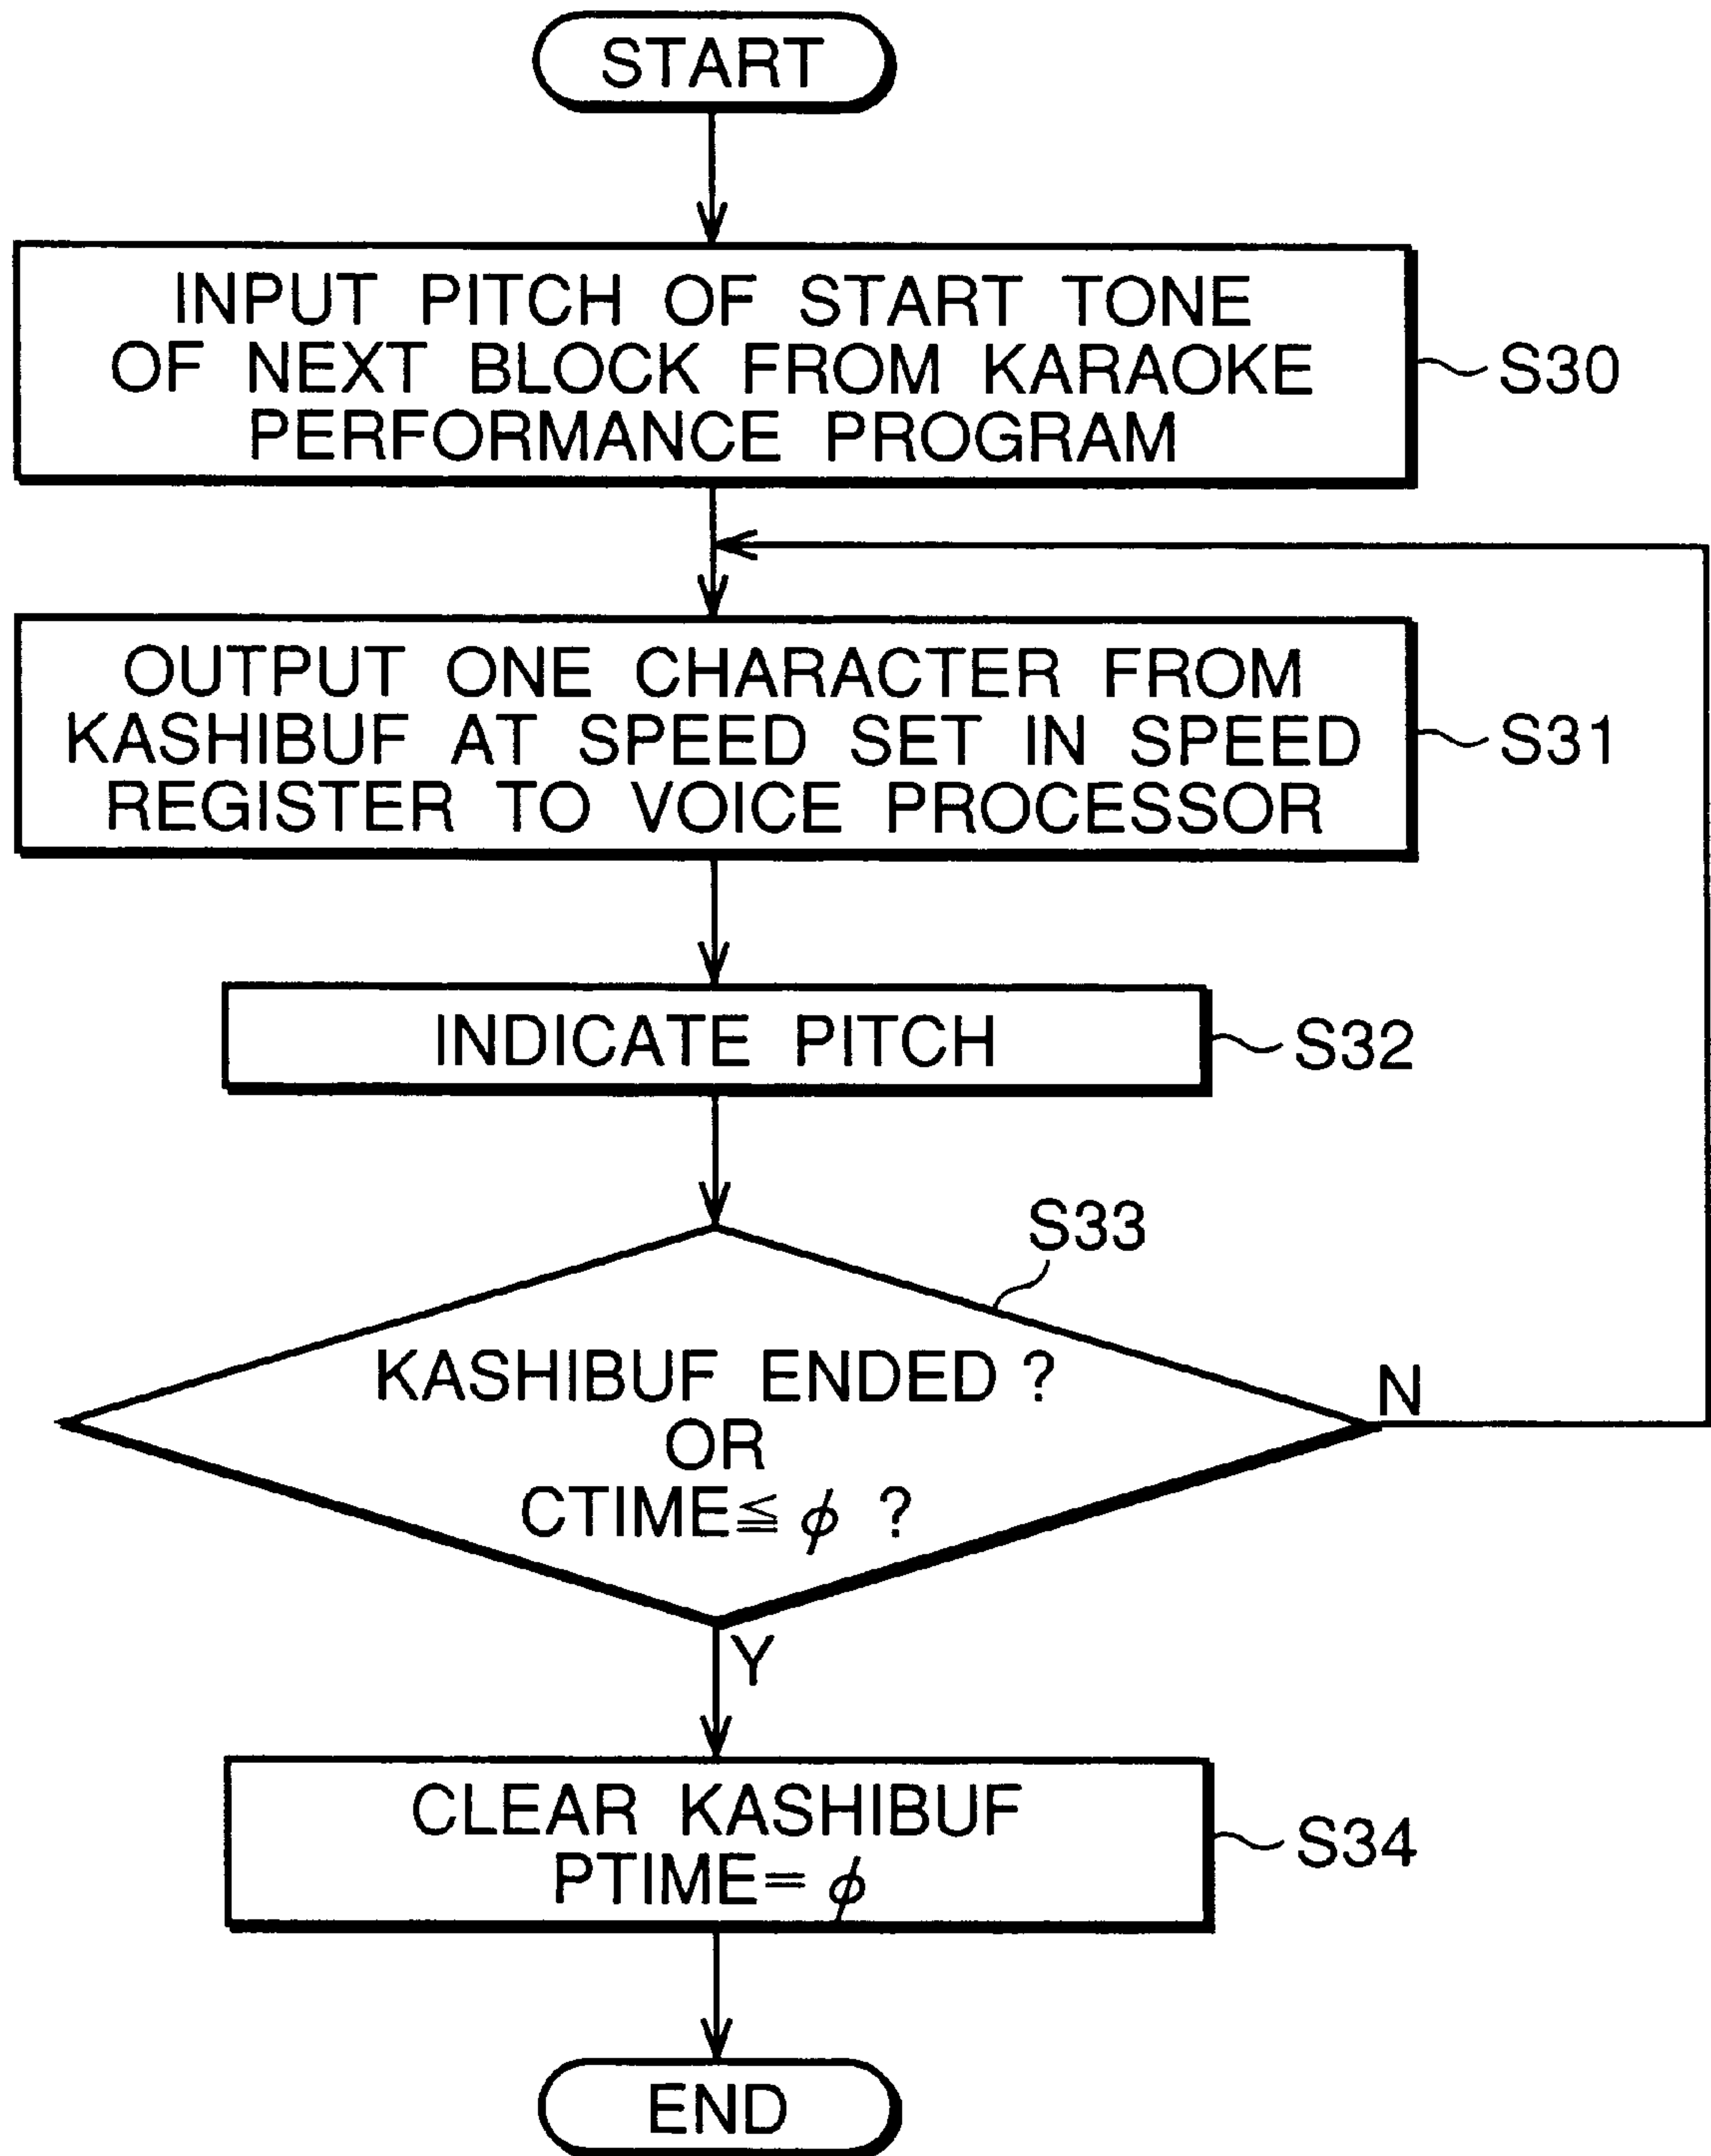 START
INPUT PITCH OF START TONE
OF NEXT BLOCK FROM KARAOKE
PERFORMANCE PROGRAM
S30
OUTPUT ONE CHARACTER FROM
KASHIBUF AT SPEED SET IN SPEED
REGISTER TO VOICE PROCESSOR
S31
INDICATE PITCH
S32
S33
KASHIBUF ENDED ?
OR
CTIME≦ ϕ ?
N
Y
CLEAR KASHIBUF
PTIME= ϕ
S34
END